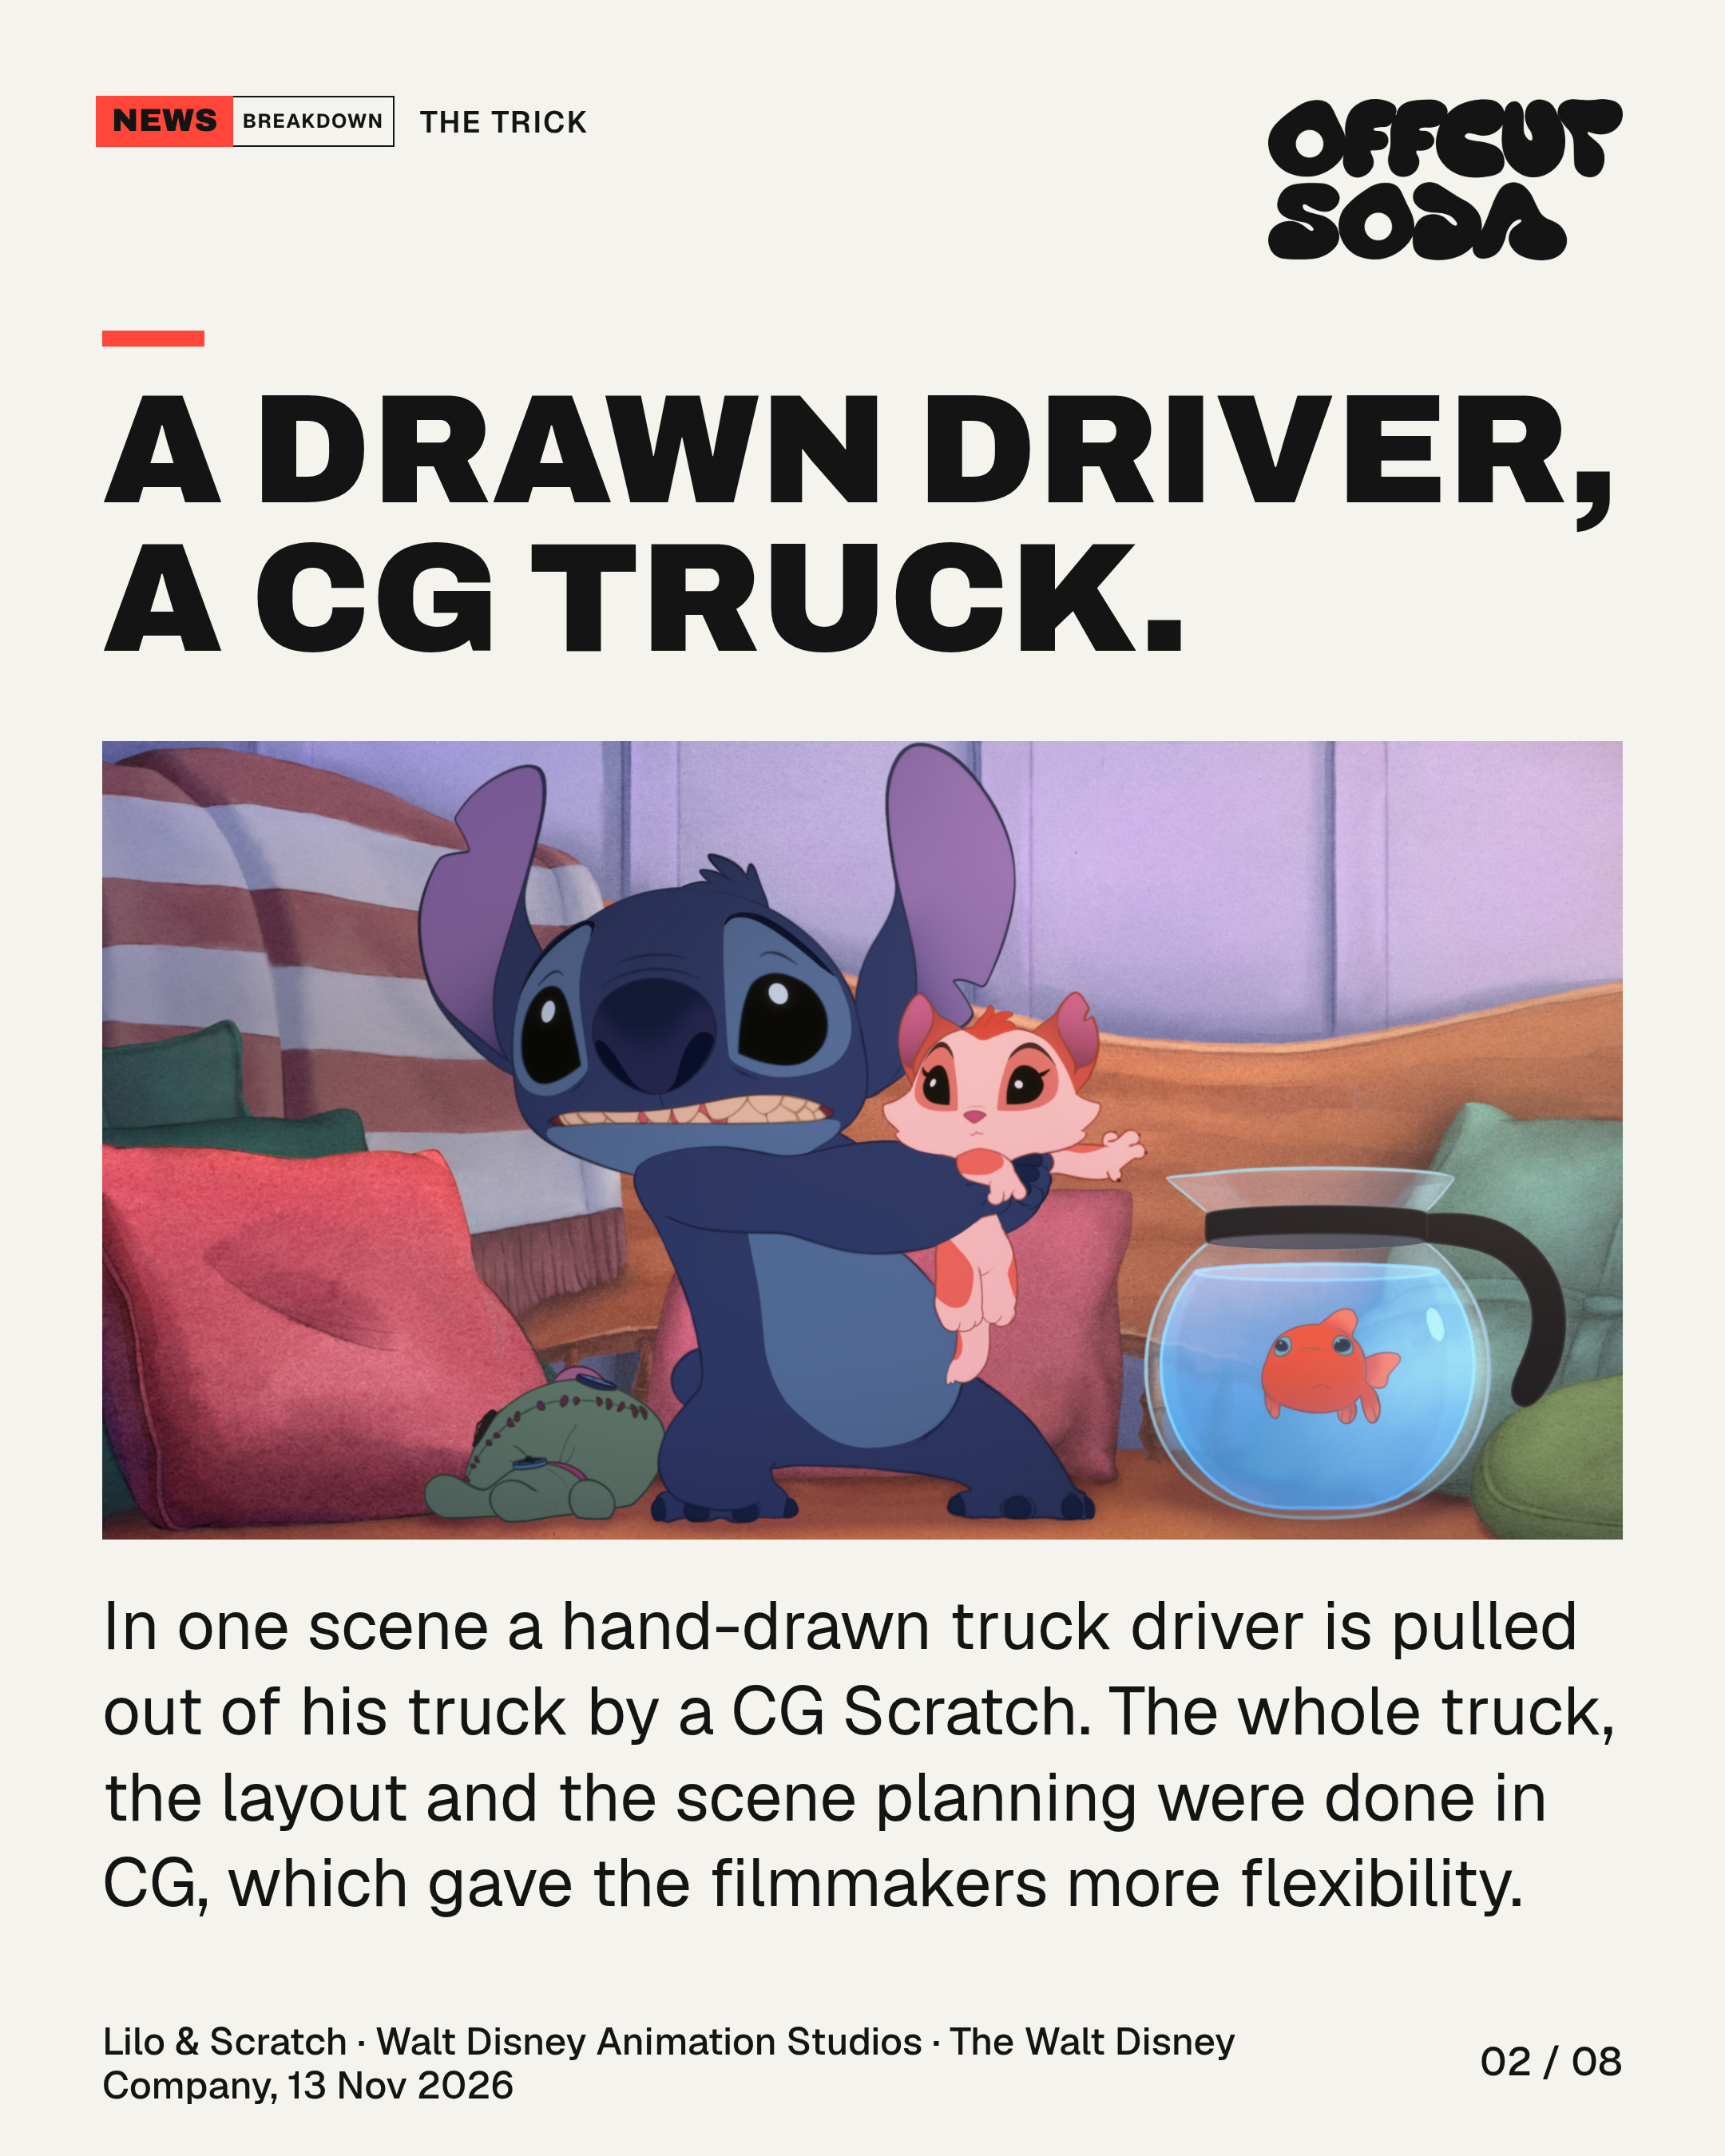 NEWS BREAKDOWN THE TRICK
OFFCUT
SODA
A DRAWN DRIVER,
A CG TRUCK.
In one scene a hand-drawn truck driver is pulled
out of his truck by a CG Scratch. The whole truck,
the layout and the scene planning were done in
CG, which gave the filmmakers more flexibility.
Lilo & Scratch · Walt Disney Animation Studios · The Walt Disney
Company, 13 Nov 2026
02 / 08